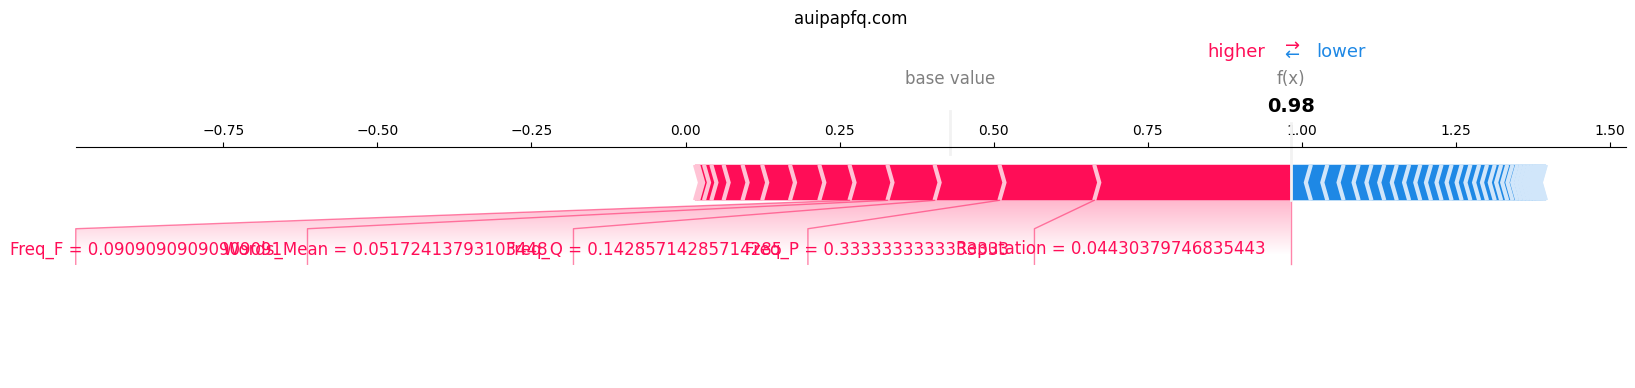 auipapfq.com
higher → ← lower
base value f(x)
0.98
−0.75 −0.50 −0.25 0.00 0.25 0.50 0.75 1.00 1.25 1.50
Freq_F = 0.09090909090909091 Words_Mean = 0.05172413793103448 Freq_Q = 0.14285714285714285 Freq_P = 0.3333333333333333 Reputation = 0.04430379746835443